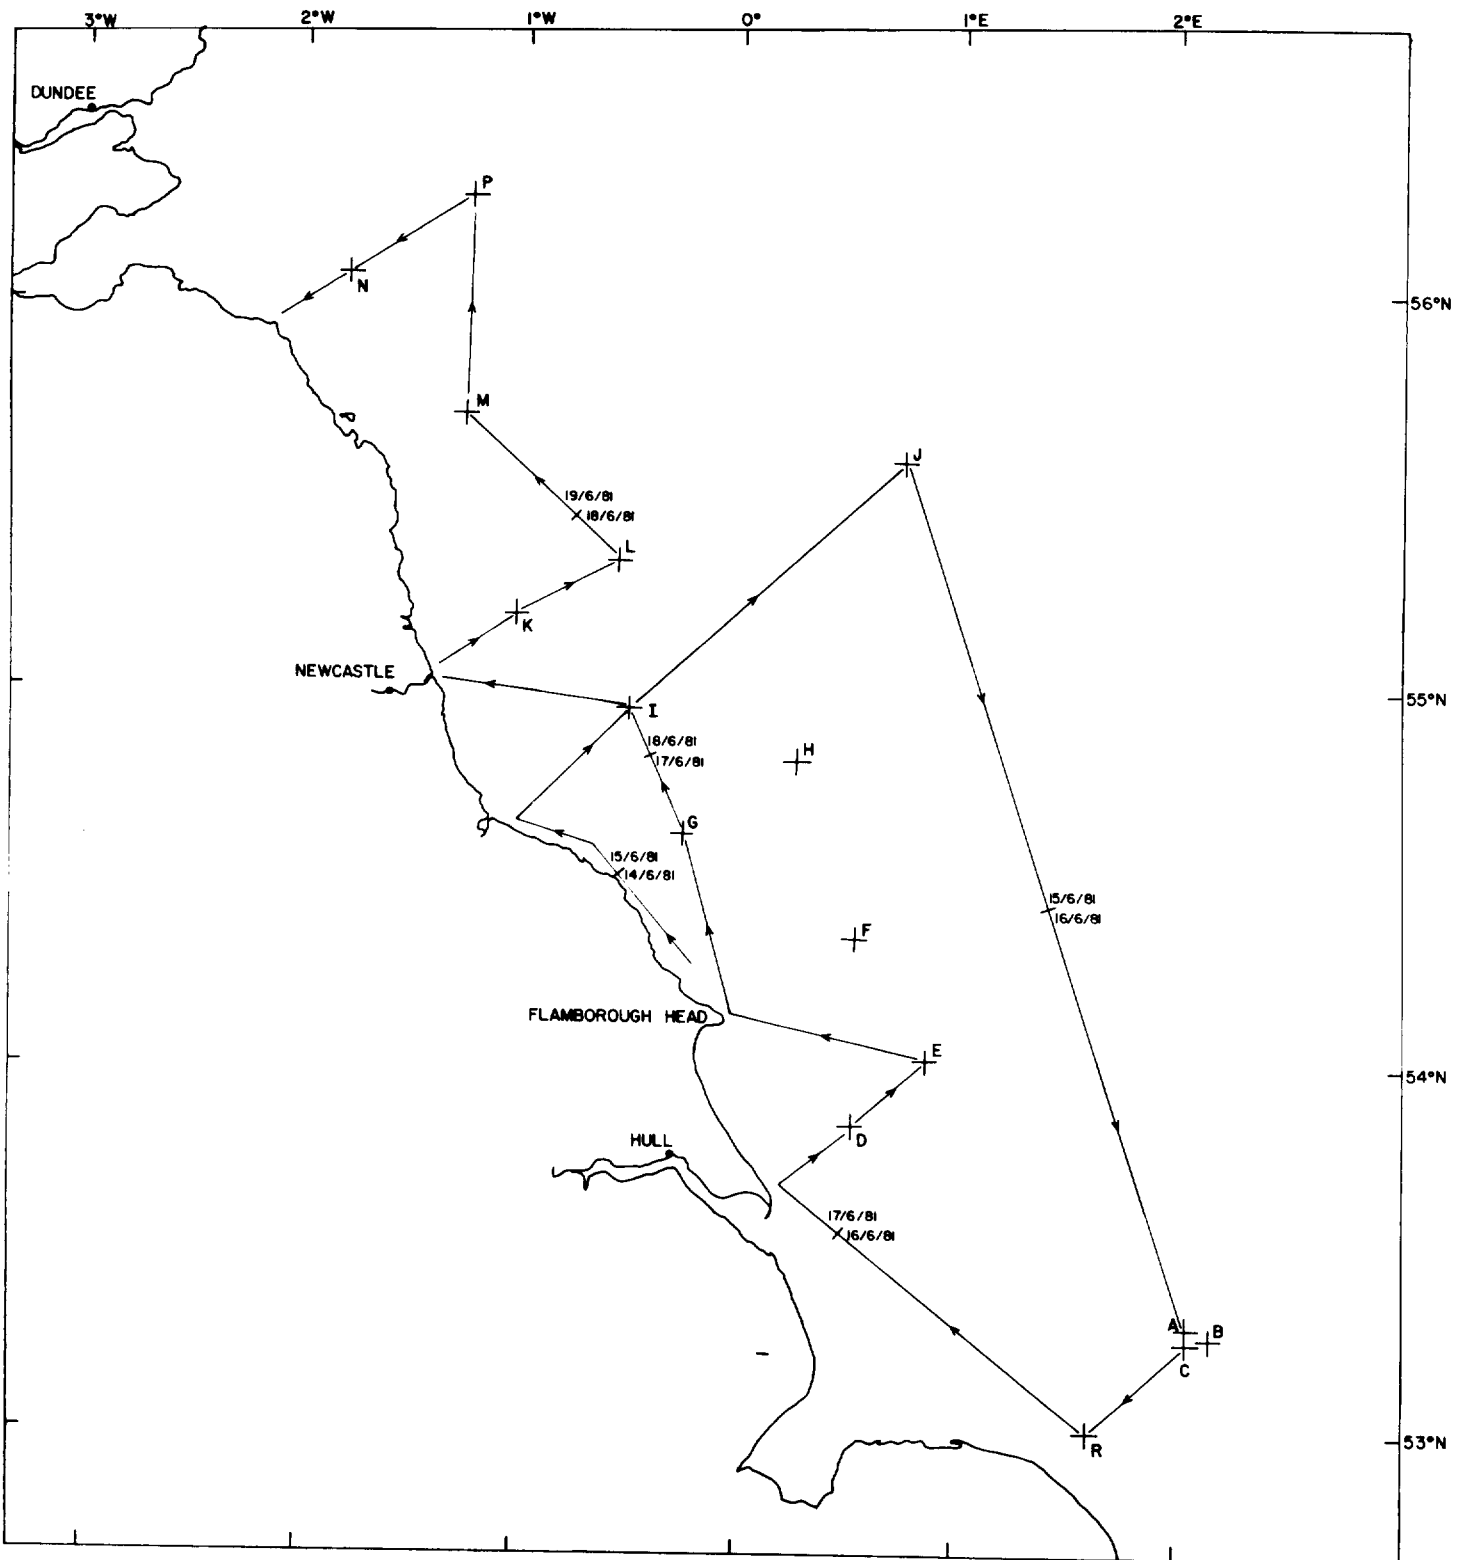 3°W 2°W 1°W 0° 1°E 2°E
DUNDEE
P
N
56°N
M
J
19/6/81
18/6/81
L
K
NEWCASTLE
I
55°N
18/6/81
17/6/81
H
G
15/6/81
14/6/81
15/6/81
16/6/81
F
FLAMBOROUGH HEAD
E
54°N
D
HULL
17/6/81
16/6/81
A
B
C
R
53°N